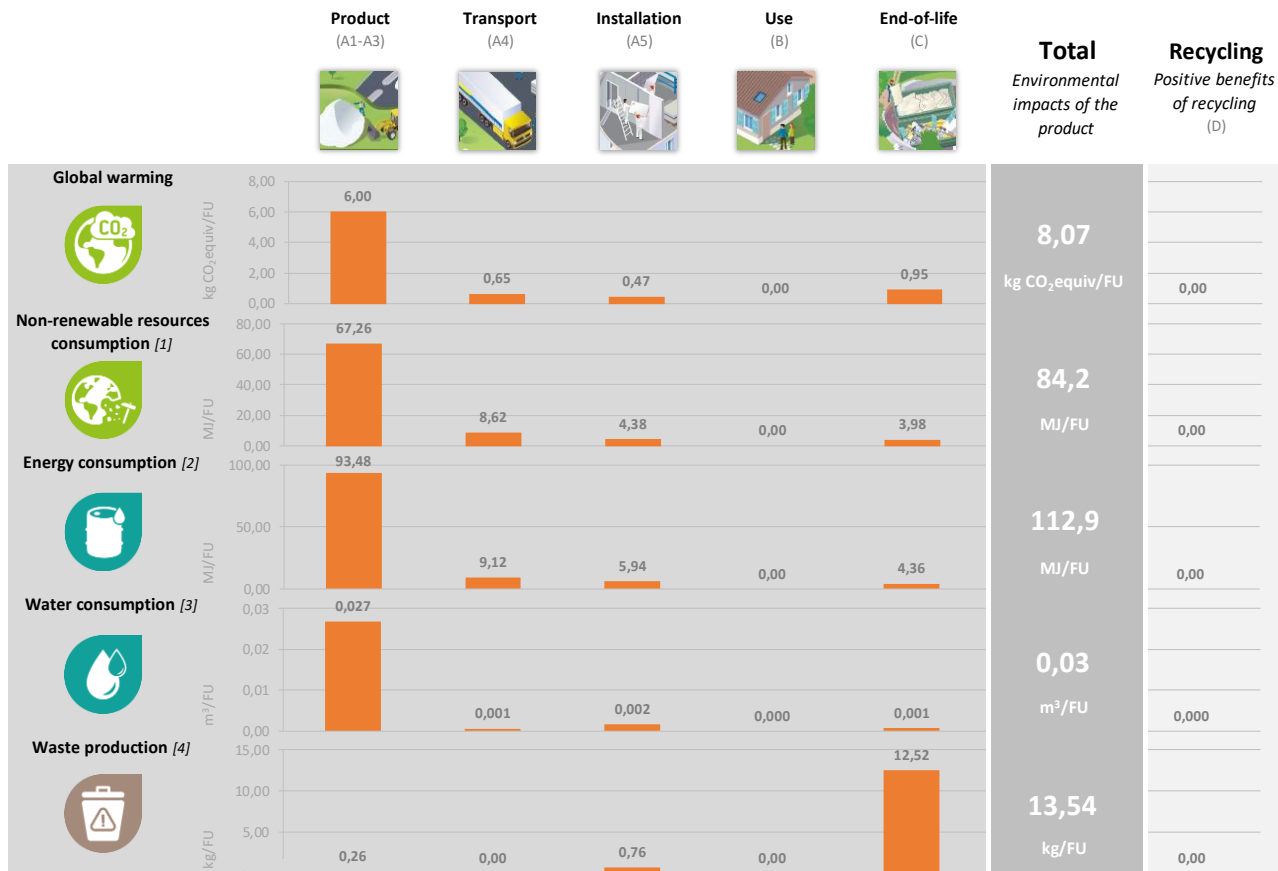 Product
(A1-A3)
Transport
(A4)
Installation
(A5)
Use
(B)
End-of-life
(C)
Total
Environmental
impacts of the
product
Recycling
Positive benefits
of recycling
(D)
Global warming
CO2
kg CO2equiv/FU
8,00
6,00
4,00
2,00
0,00
6,00
0,65
0,47
0,00
0,95
8,07
kg CO2equiv/FU
0,00
Non-renewable resources
consumption [1]
MJ/FU
80,00
60,00
40,00
20,00
0,00
67,26
8,62
4,38
0,00
3,98
84,2
MJ/FU
0,00
Energy consumption [2]
MJ/FU
100,00
50,00
0,00
93,48
9,12
5,94
0,00
4,36
112,9
MJ/FU
0,00
Water consumption [3]
m³/FU
0,03
0,02
0,01
0,00
0,027
0,001
0,002
0,000
0,001
0,03
m³/FU
0,000
Waste production [4]
kg/FU
15,00
10,00
5,00
0,26
0,00
0,76
0,00
12,52
13,54
kg/FU
0,00